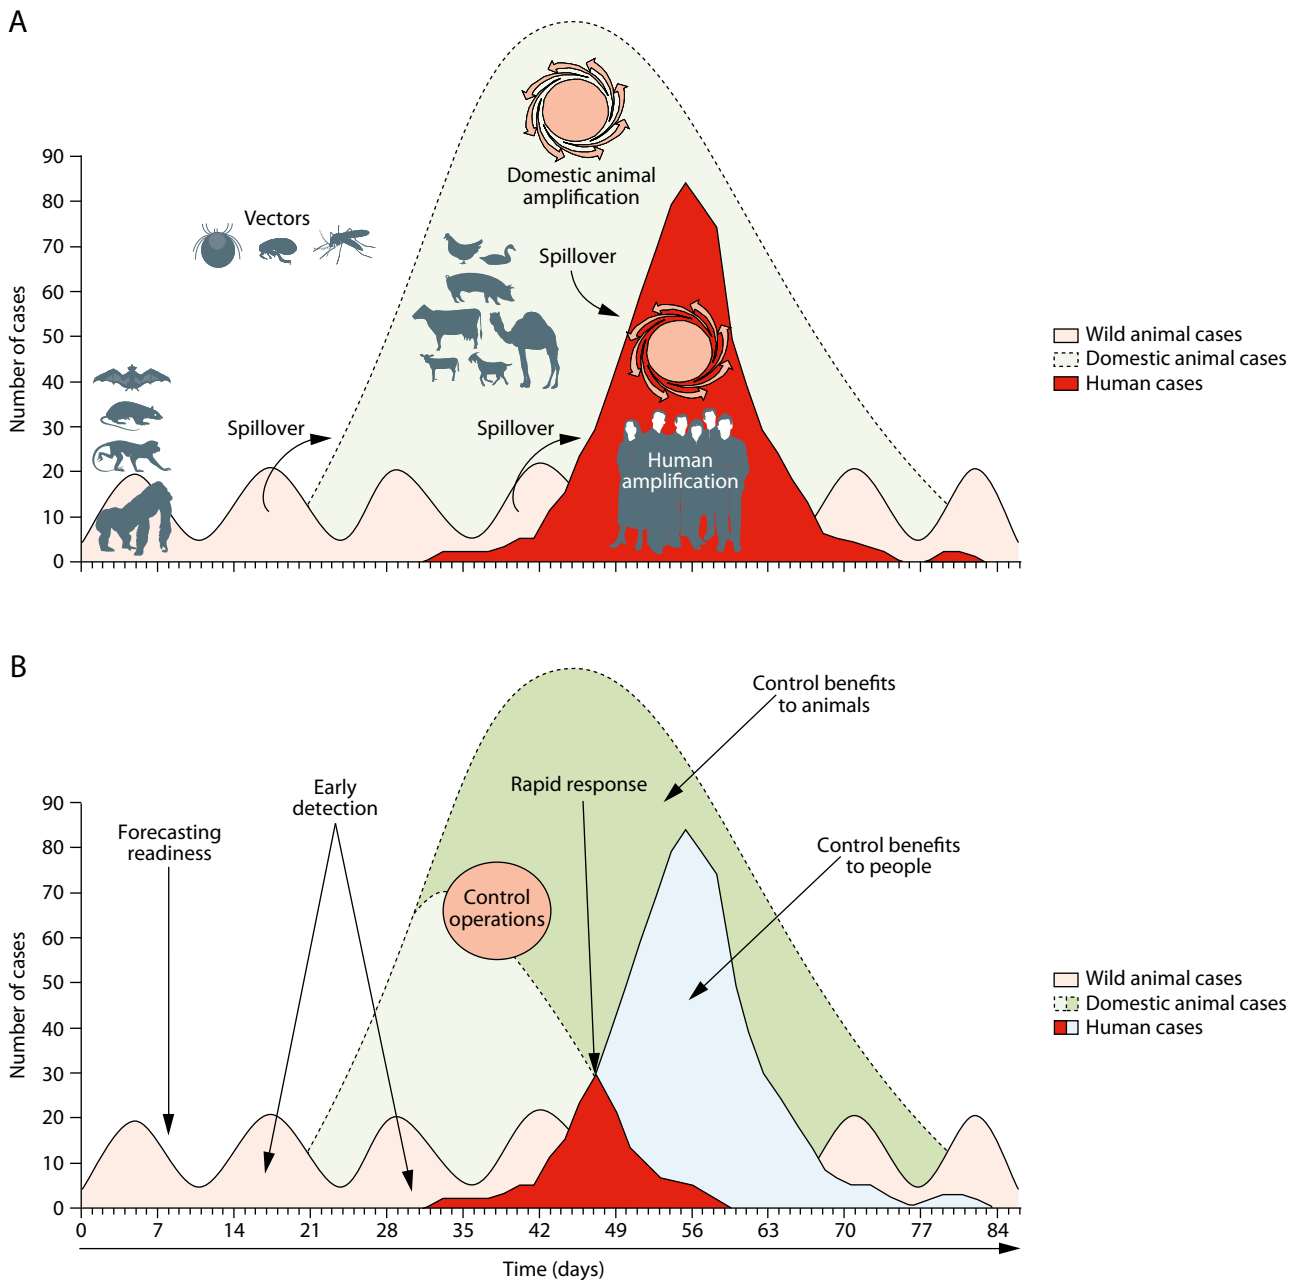 A
90
80
70
60
50
40
30
20
10
0
Number of cases
Vectors
Domestic animal
amplification
Spillover
Spillover
Spillover
Human
amplification
Wild animal cases
Domestic animal cases
Human cases
B
90
80
70
60
50
40
30
20
10
0
Number of cases
Forecasting
readiness
Early
detection
Control
operations
Rapid response
Control benefits
to animals
Control benefits
to people
Wild animal cases
Domestic animal cases
Human cases
0 7 14 21 28 35 42 49 56 63 70 77 84
Time (days)